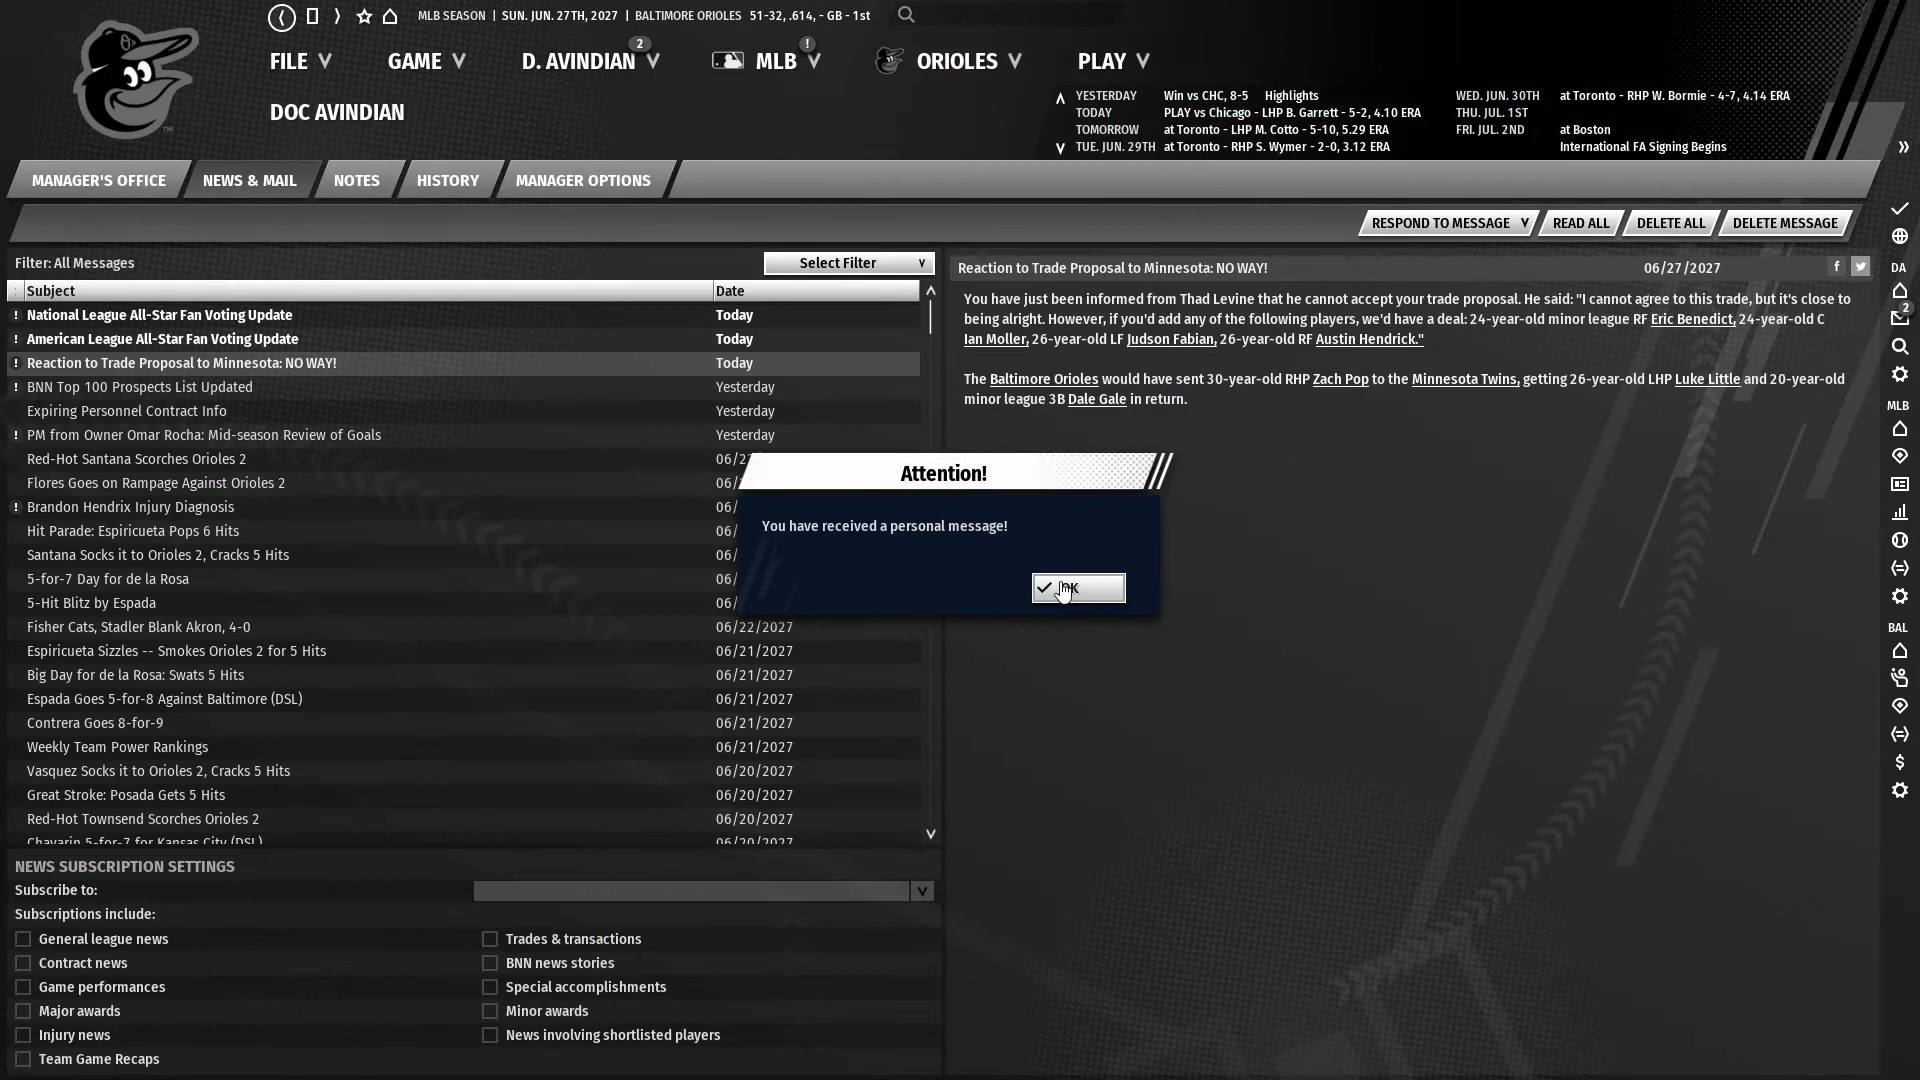 MLB SEASON | SUN. JUN. 27TH, 2027 | BALTIMORE ORIOLES 51-32, .614, - GB - 1st
FILE GAME D. AVINDIAN 2 MLB ! ORIOLES PLAY
DOC AVINDIAN
YESTERDAY Win vs CHC, 8-5 Highlights
TODAY PLAY vs Chicago - LHP B. Garrett - 5-2, 4.10 ERA
TOMORROW at Toronto - LHP M. Cotto - 5-10, 5.29 ERA
TUE. JUN. 29TH at Toronto - RHP S. Wymer - 2-0, 3.12 ERA
WED. JUN. 30TH at Toronto - RHP W. Bormie - 4-7, 4.14 ERA
THU. JUL. 1ST
FRI. JUL. 2ND at Boston
International FA Signing Begins
MANAGER'S OFFICE NEWS & MAIL NOTES HISTORY MANAGER OPTIONS
RESPOND TO MESSAGE READ ALL DELETE ALL DELETE MESSAGE
Filter: All Messages Select Filter
Subject Date
! National League All-Star Fan Voting Update Today
! American League All-Star Fan Voting Update Today
! Reaction to Trade Proposal to Minnesota: NO WAY! Today
! BNN Top 100 Prospects List Updated Yesterday
Expiring Personnel Contract Info Yesterday
! PM from Owner Omar Rocha: Mid-season Review of Goals Yesterday
Red-Hot Santana Scorches Orioles 2 06/2
Flores Goes on Rampage Against Orioles 2 06/
! Brandon Hendrix Injury Diagnosis 06/
Hit Parade: Espiricueta Pops 6 Hits 06/
Santana Socks it to Orioles 2, Cracks 5 Hits 06/
5-for-7 Day for de la Rosa 06/
5-Hit Blitz by Espada 06/
Fisher Cats, Stadler Blank Akron, 4-0 06/22/2027
Espiricueta Sizzles -- Smokes Orioles 2 for 5 Hits 06/21/2027
Big Day for de la Rosa: Swats 5 Hits 06/21/2027
Espada Goes 5-for-8 Against Baltimore (DSL) 06/21/2027
Contrera Goes 8-for-9 06/21/2027
Weekly Team Power Rankings 06/21/2027
Vasquez Socks it to Orioles 2, Cracks 5 Hits 06/20/2027
Great Stroke: Posada Gets 5 Hits 06/20/2027
Red-Hot Townsend Scorches Orioles 2 06/20/2027
Chavarin 5-for-7 for Kansas City (DSL) 06/20/2027
Reaction to Trade Proposal to Minnesota: NO WAY! 06/27/2027
You have just been informed from Thad Levine that he cannot accept your trade proposal. He said: "I cannot agree to this trade, but it's close to
being alright. However, if you'd add any of the following players, we'd have a deal: 24-year-old minor league RF Eric Benedict, 24-year-old C
Ian Moller, 26-year-old LF Judson Fabian, 26-year-old RF Austin Hendrick."
The Baltimore Orioles would have sent 30-year-old RHP Zach Pop to the Minnesota Twins, getting 26-year-old LHP Luke Little and 20-year-old
minor league 3B Dale Gale in return.
Attention!
You have received a personal message!
NEWS SUBSCRIPTION SETTINGS
Subscribe to:
Subscriptions include:
General league news Trades & transactions
Contract news BNN news stories
Game performances Special accomplishments
Major awards Minor awards
Injury news News involving shortlisted players
Team Game Recaps
DA
2
MLB
BAL
$